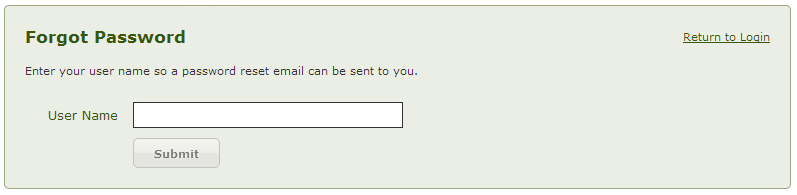 Forgot Password
Return to Login
Enter your user name so a password reset email can be sent to you.
User Name
Submit